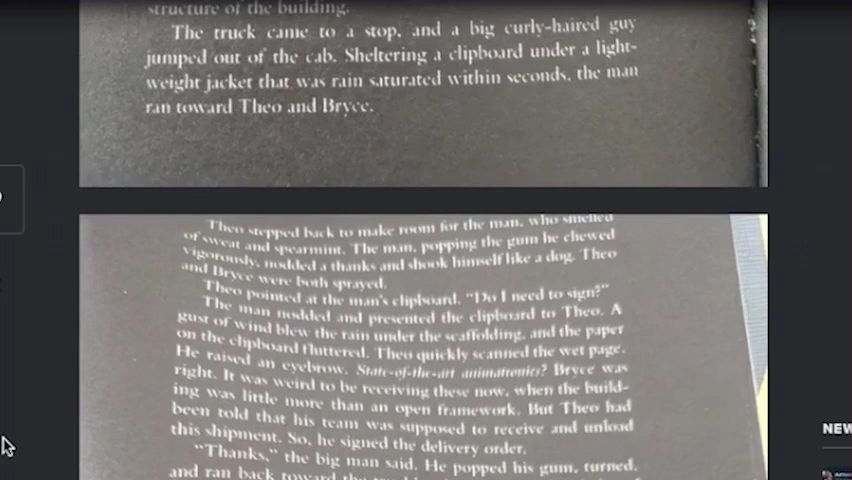 structure of the building.
The truck came to a stop, and a big curly-haired guy
jumped out of the cab. Sheltering a clipboard under a light-
weight jacket that was rain saturated within seconds, the man
ran toward Theo and Bryce.
Theo stepped back to make room for the man, who smelled
of sweat and spearmint. The man, popping the gum he chewed
vigorously, nodded a thanks and shook himself like a dog. Theo
and Bryce were both sprayed.
Theo pointed at the man's clipboard. "Do I need to sign?"
The man nodded and presented the clipboard to Theo. A
gust of wind blew the rain under the scaffolding, and the paper
on the clipboard fluttered. Theo quickly scanned the wet page.
He raised an eyebrow. State-of-the-art animatronics? Bryce was
right. It was weird to be receiving these now, when the build-
ing was little more than an open framework. But Theo had
been told that his team was supposed to receive and unload
this shipment. So, he signed the delivery order.
"Thanks," the big man said. He popped his gum, turned,
and ran back toward the
NEW